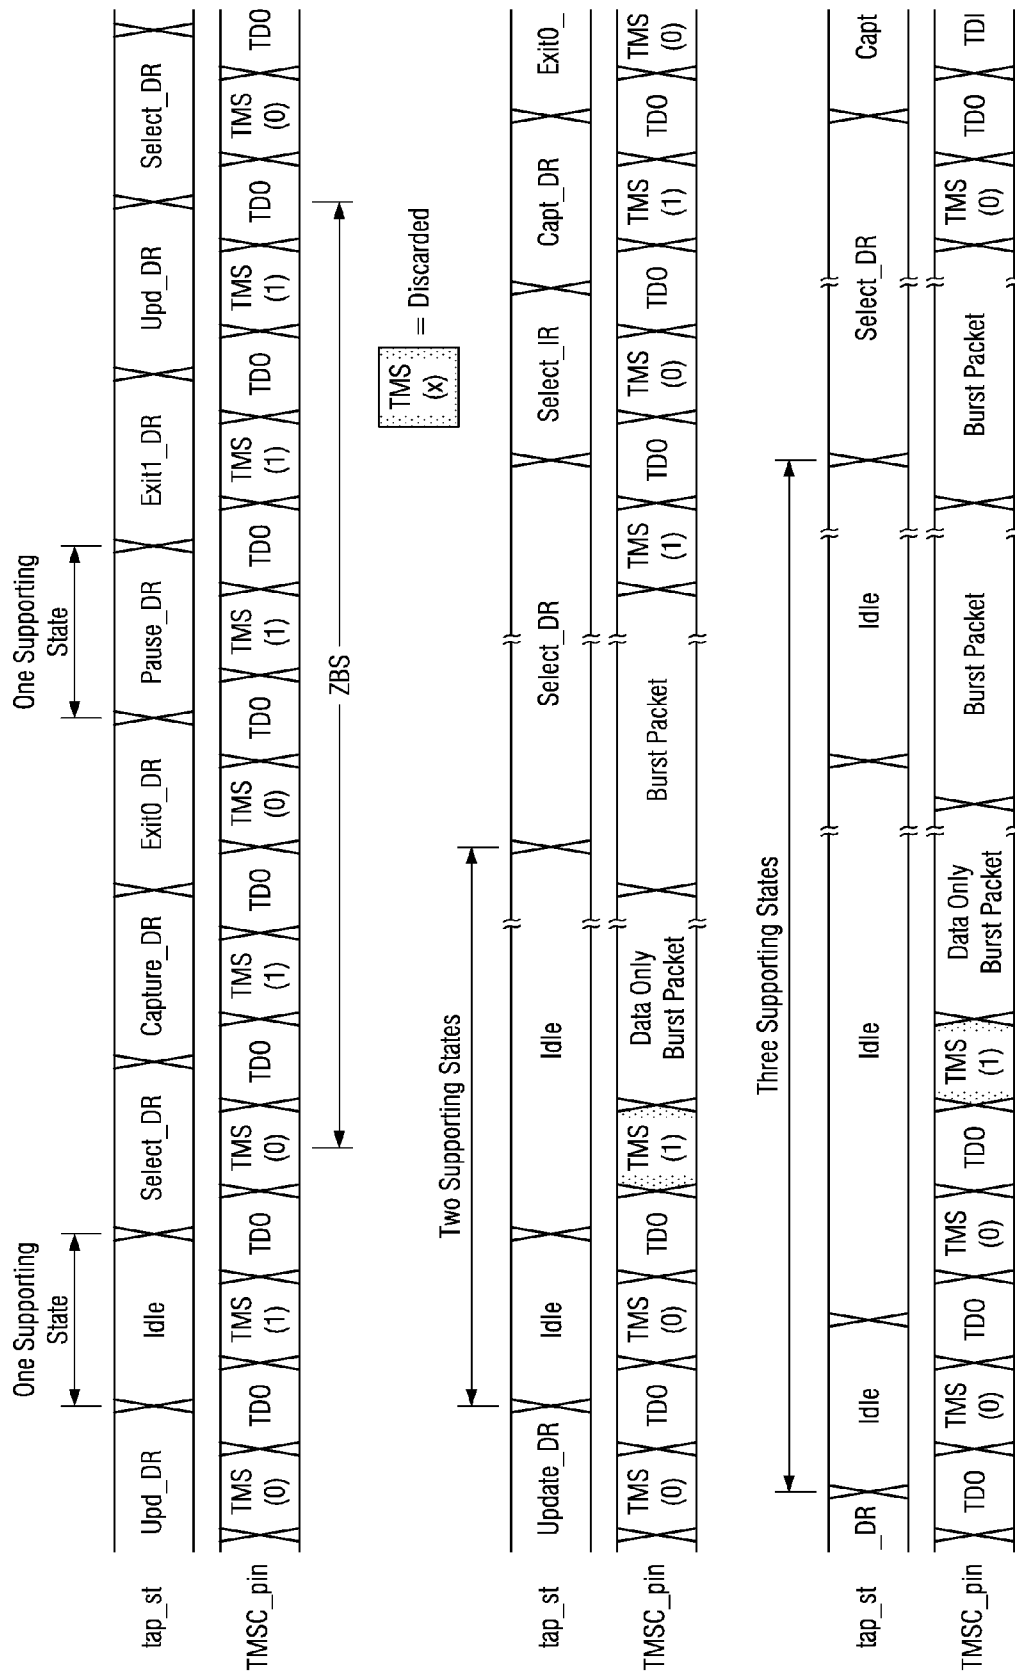 One Supporting
State
One Supporting
State
tap_st
Upd_DR
Idle
Select_DR
Capture_DR
Exit0_DR
Pause_DR
Exit1_DR
Upd_DR
Select_DR
TMSC_pin
TMS
(0)
TDO
TMS
(1)
TDO
TMS
(0)
TDO
TMS
(1)
TDO
TMS
(0)
TDO
TMS
(1)
TDO
TMS
(1)
TDO
TMS
(1)
TDO
TMS
(0)
TDO
ZBS
TMS
(x)
= Discarded
Two Supporting States
tap_st
Update_DR
Idle
Idle
Select_DR
Select_IR
Capt_DR
Exit0_
TMSC_pin
TMS
(0)
TDO
TMS
(0)
TDO
TMS
(1)
Data Only
Burst Packet
Burst Packet
TMS
(1)
TDO
TMS
(0)
TDO
TMS
(1)
TDO
TMS
(0)
Three Supporting States
tap_st
_DR
Idle
Idle
Idle
Select_DR
Capt
TMSC_pin
TDO
TMS
(0)
TDO
TMS
(0)
TDO
TMS
(1)
Data Only
Burst Packet
Burst Packet
Burst Packet
TMS
(0)
TDO
TDI